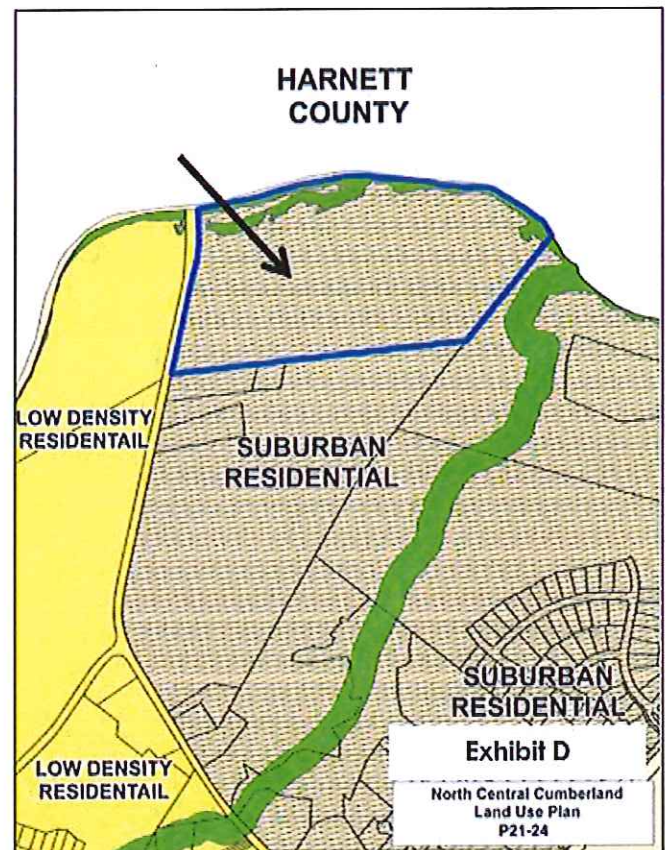 HARNETT
COUNTY
LOW DENSITY
RESIDENTAIL
SUBURBAN
RESIDENTIAL
SUBURBAN
RESIDENTIAL
LOW DENSITY
RESIDENTAIL
Exhibit D
North Central Cumberland
Land Use Plan
P21-24